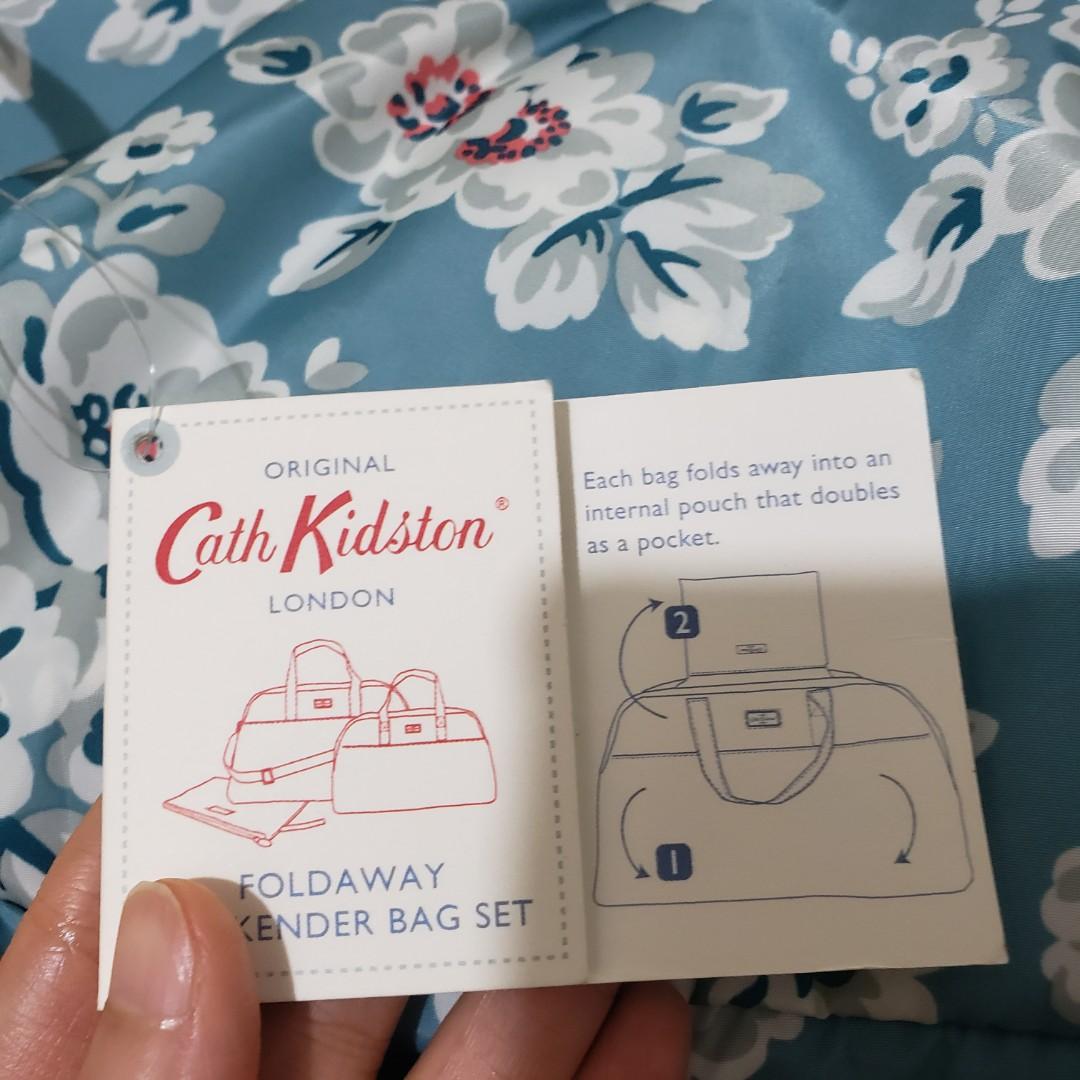 ORIGINAL
Cath Kidston®
LONDON
FOLDAWAY
KENDER BAG SET
Each bag folds away into an
internal pouch that doubles
as a pocket.
2
1